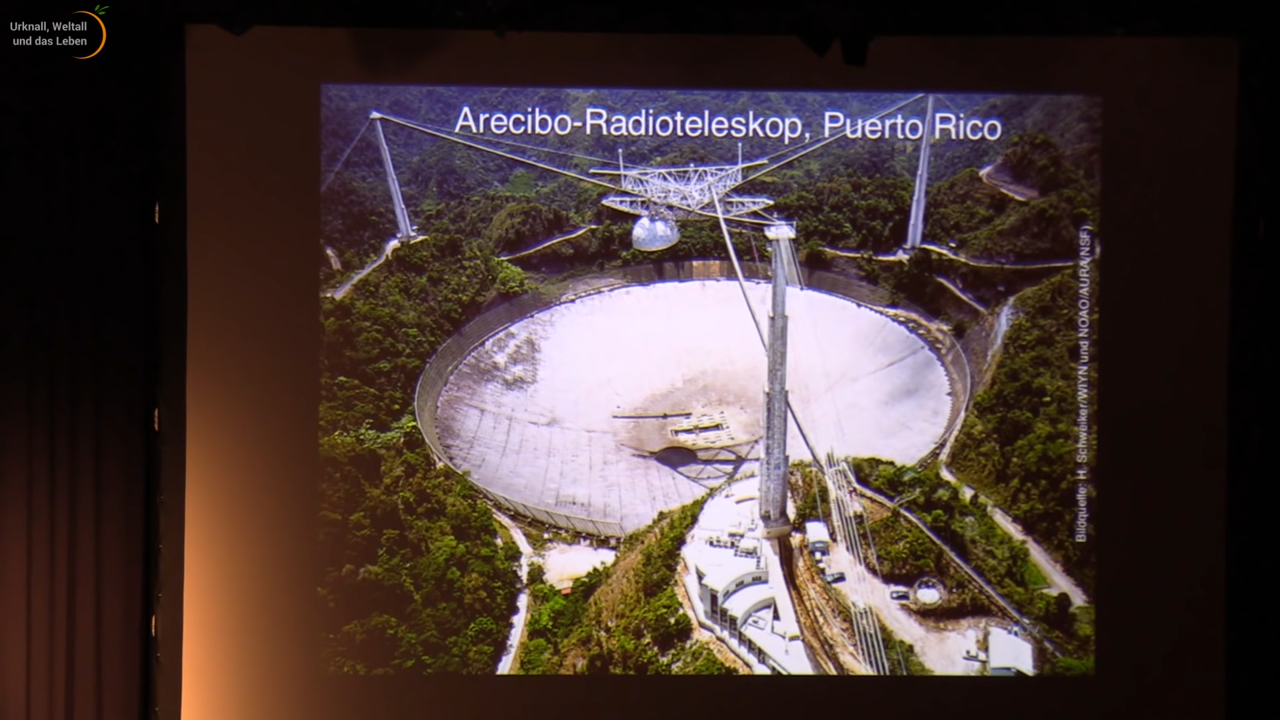 Urknall, Weltall
und das Leben
Arecibo-Radioteleskop, Puerto Rico
Bildquelle: H. Schweiker/WIYN und NOAO/AURA/NSF)